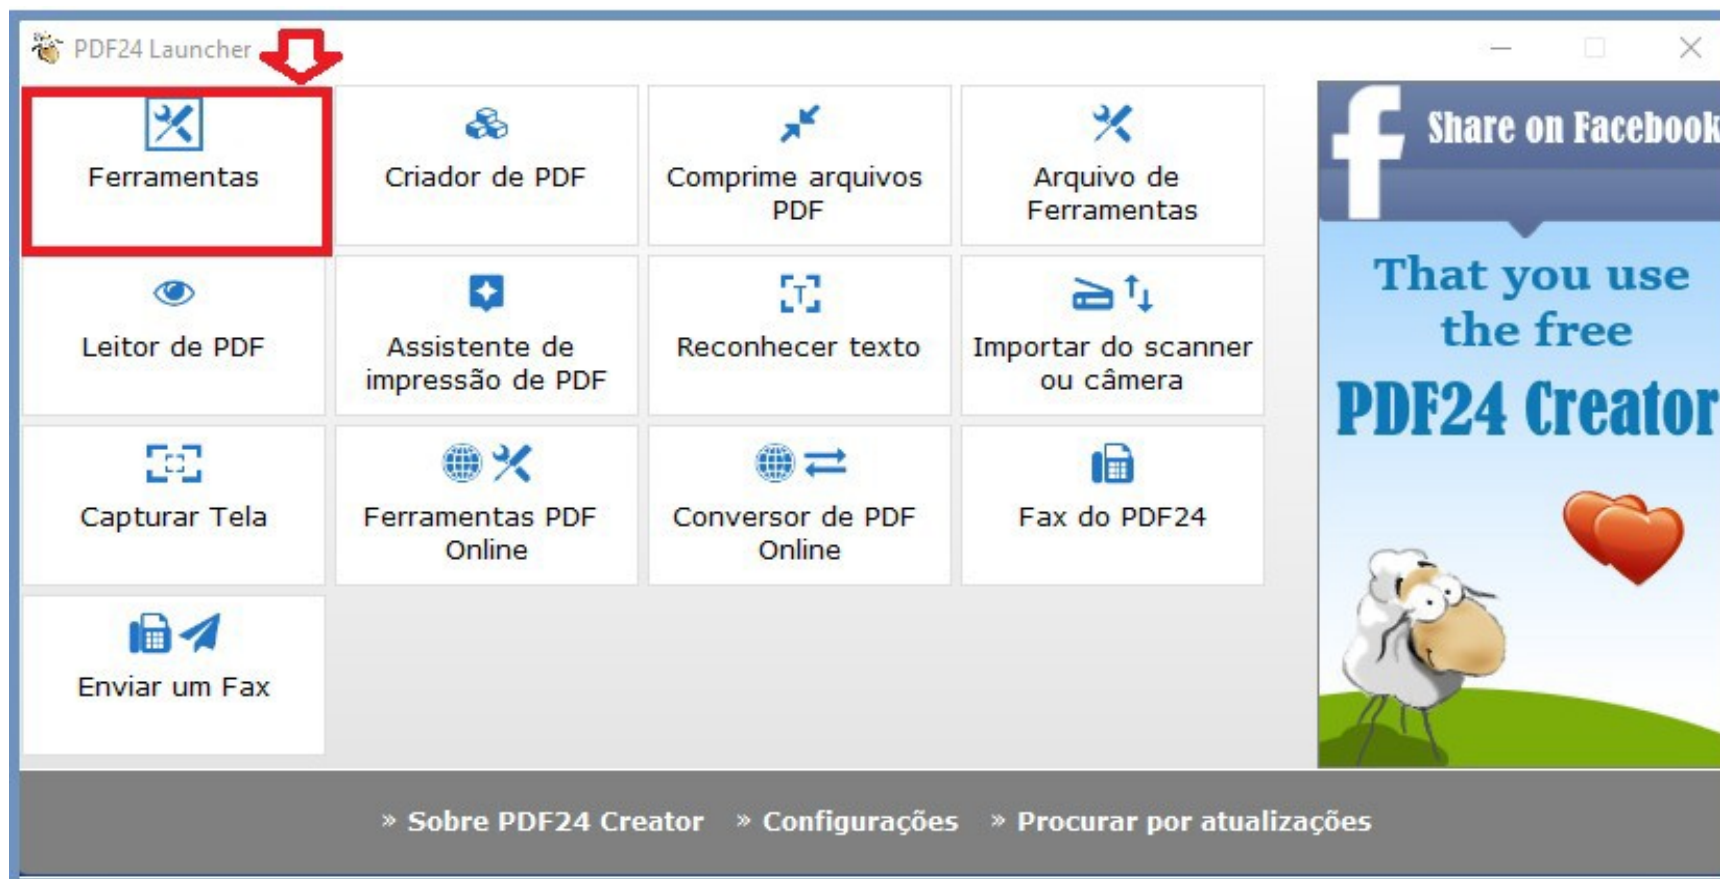 PDF24 Launcher
Ferramentas
Criador de PDF
Comprime arquivos
PDF
Arquivo de
Ferramentas
Leitor de PDF
Assistente de
impressão de PDF
T
Reconhecer texto
Importar do scanner
ou câmera
Capturar Tela
Ferramentas PDF
Online
Conversor de PDF
Online
Fax do PDF24
Enviar um Fax
f
Share on Facebook
That you use
the free
PDF24 Creator
» Sobre PDF24 Creator » Configurações » Procurar por atualizações